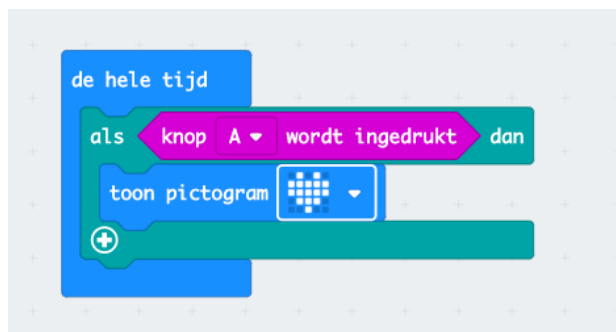 de hele tijd
als knop A wordt ingedrukt dan
toon pictogram